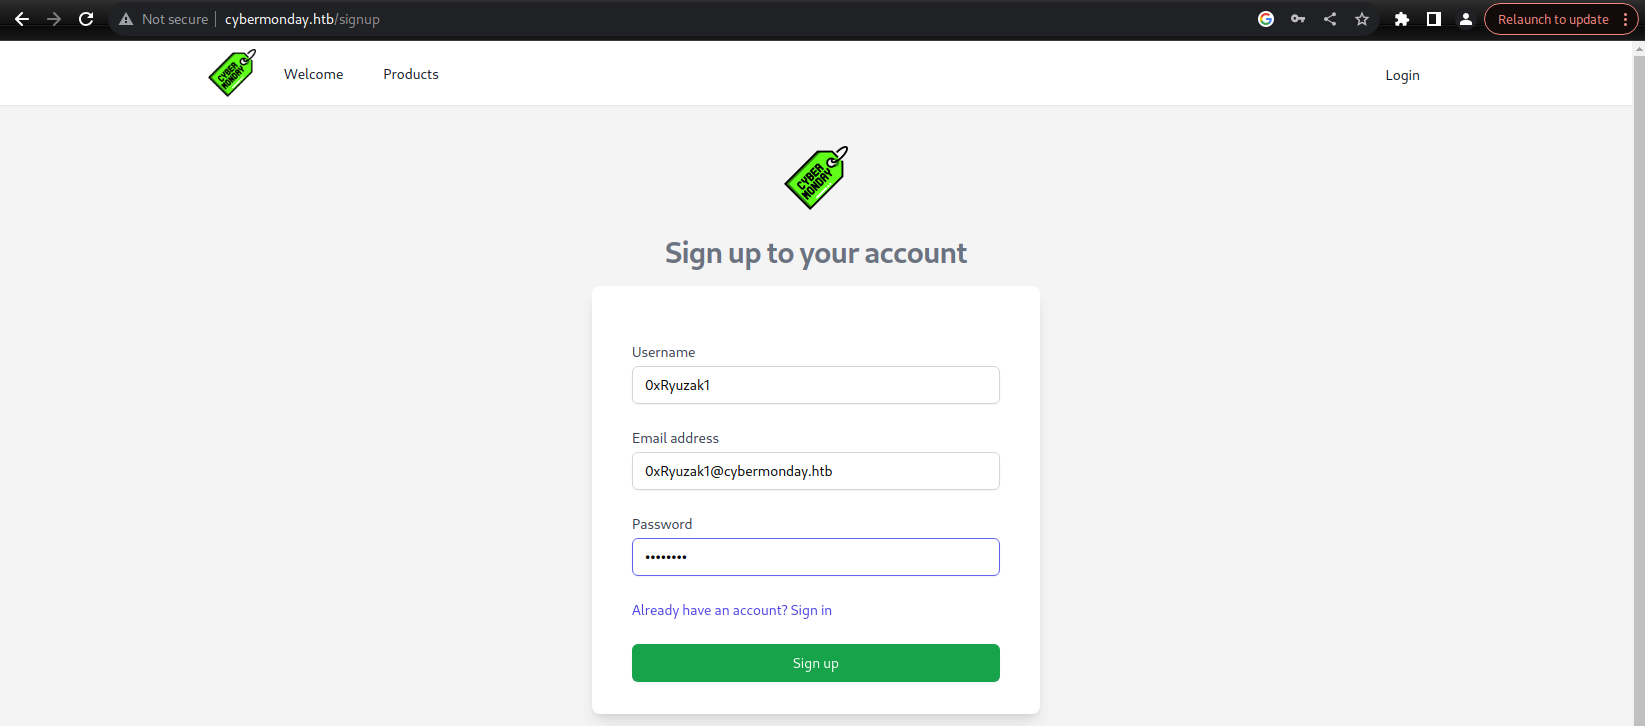 Not secure | cybermonday.htb/signup
Relaunch to update
CYBER MONDAY
Welcome
Products
Login
CYBER MONDAY
Sign up to your account
Username
0xRyuzak1
Email address
0xRyuzak1@cybermonday.htb
Password
••••••••
Already have an account? Sign in
Sign up